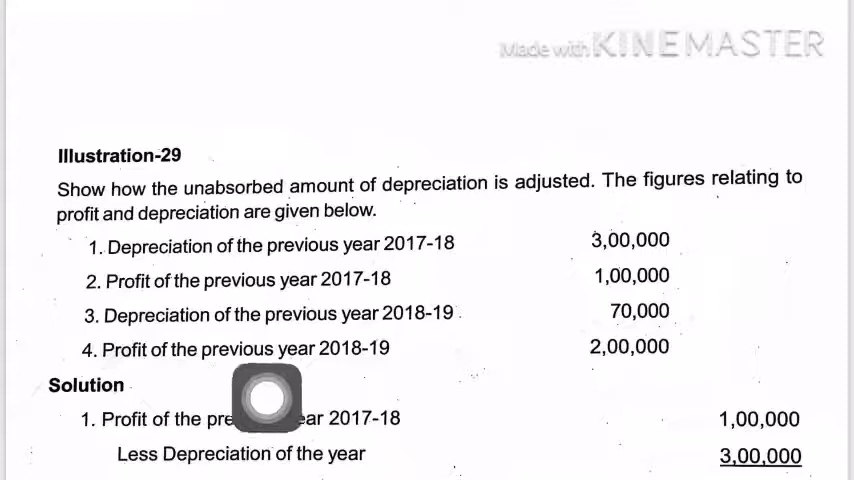 Made with KINEMASTER
Illustration-29
Show how the unabsorbed amount of depreciation is adjusted. The figures relating to
profit and depreciation are given below.
1. Depreciation of the previous year 2017-18 3,00,000
2. Profit of the previous year 2017-18 1,00,000
3. Depreciation of the previous year 2018-19 70,000
4. Profit of the previous year 2018-19 2,00,000
Solution
1. Profit of the pre ear 2017-18 1,00,000
Less Depreciation of the year 3,00,000